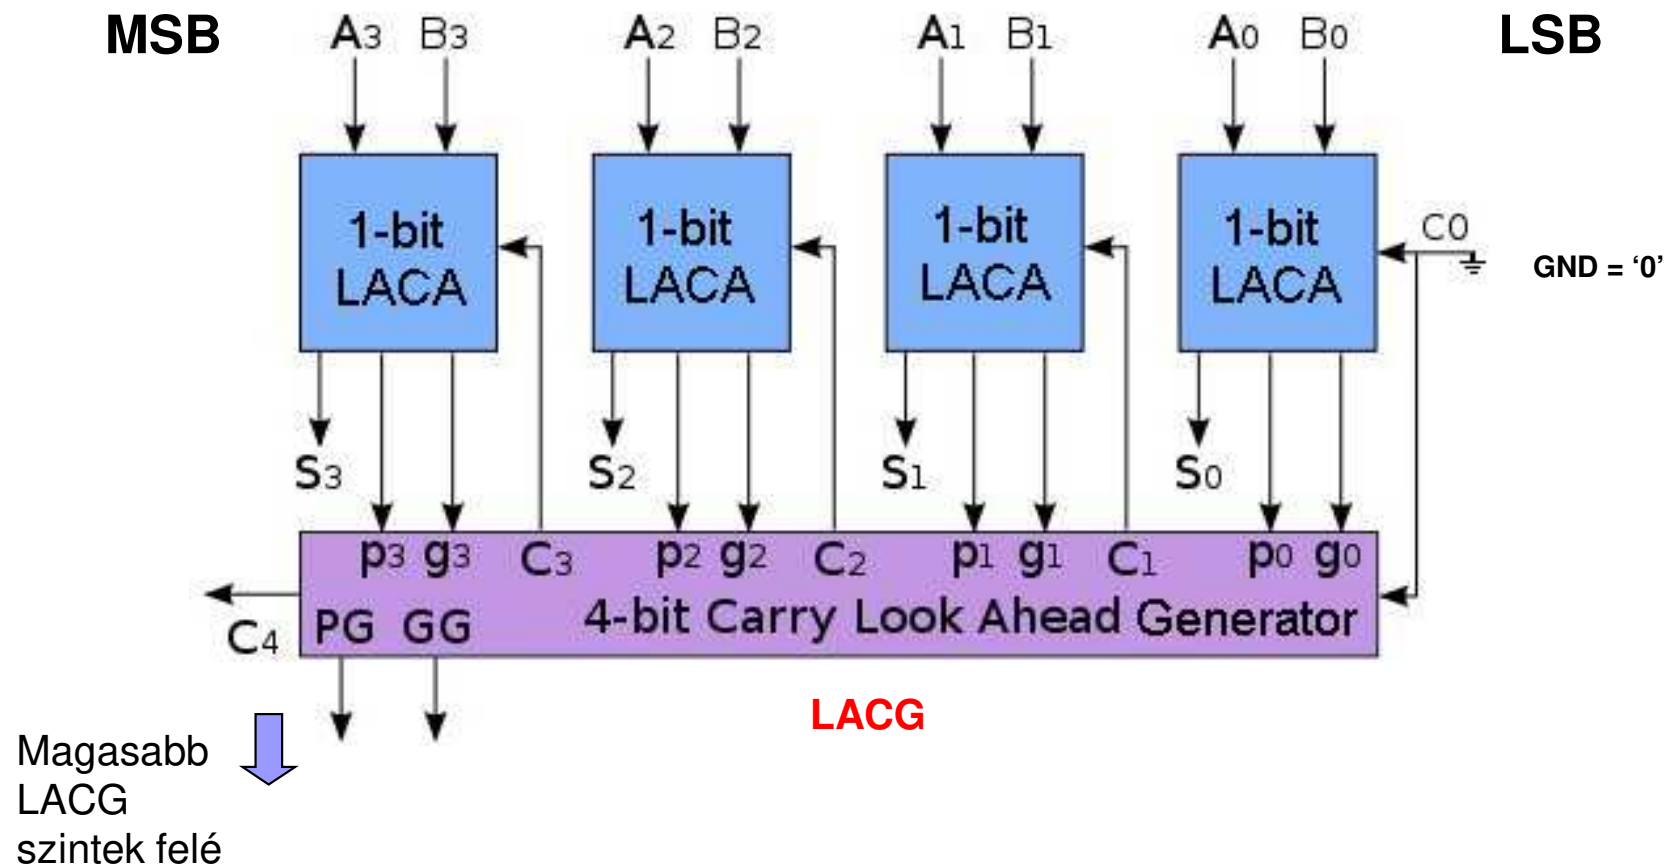 MSB A3 B3 A2 B2 A1 B1 A0 B0 LSB
1-bit LACA
1-bit LACA
1-bit LACA
1-bit LACA
C0
GND = ‘0’
S3 S2 S1 S0
p3 g3 C3 p2 g2 C2 p1 g1 C1 p0 g0
C4 PG GG 4-bit Carry Look Ahead Generator
LACG
Magasabb
LACG
szintek felé